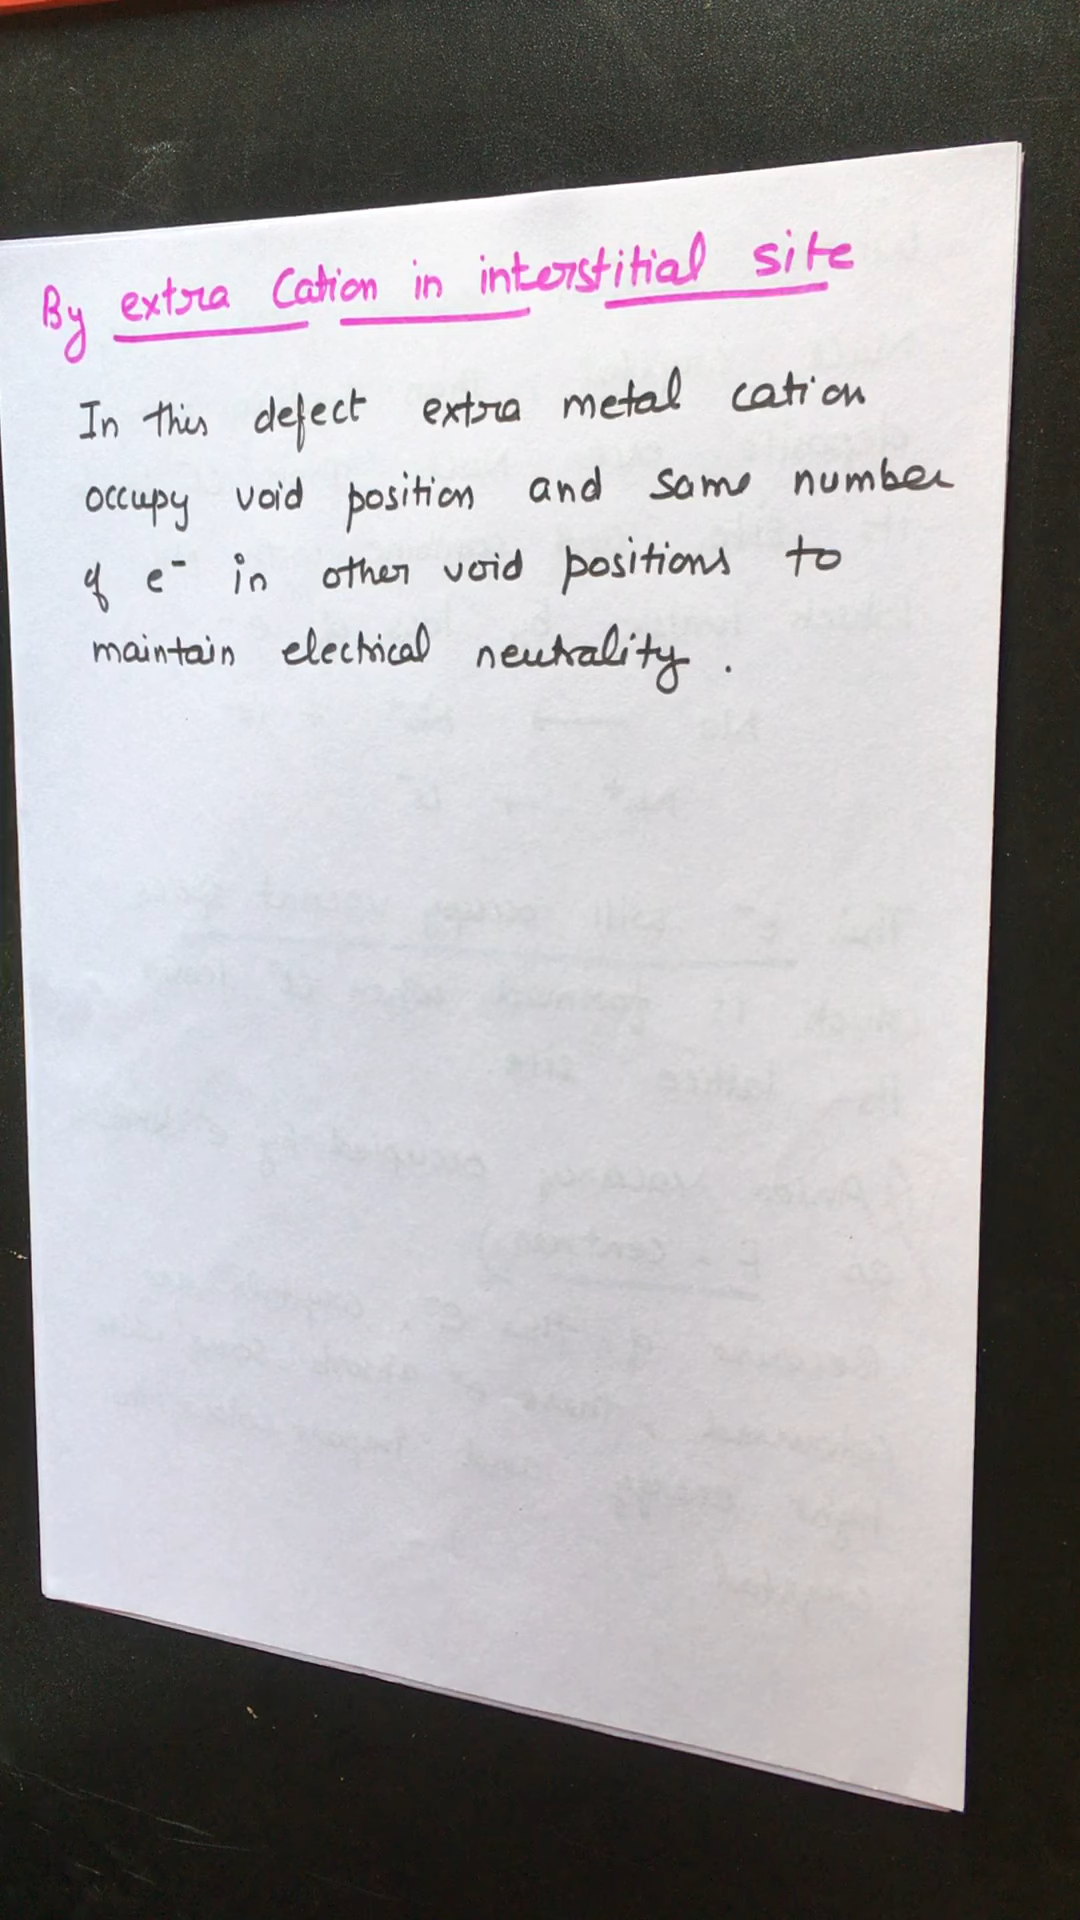 By extra Cation in interstitial site
In this defect extra metal cation
occupy void position and same number
of e⁻ in other void positions to
maintain electrical neutrality .